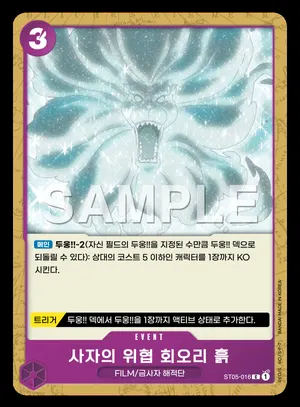 3
SAMPLE
메인 두웅!!-2(자신 필드의 두웅!!을 지정된 수만큼 두웅!! 덱으로
되돌릴 수 있다): 상대의 코스트 5 이하인 캐릭터를 1장까지 KO
시킨다.
트리거 두웅!! 덱에서 두웅!!을 1장까지 액티브 상태로 추가한다.
EVENT
사자의 위협 회오리 흙
FILM/금사자 해적단
ST05-016